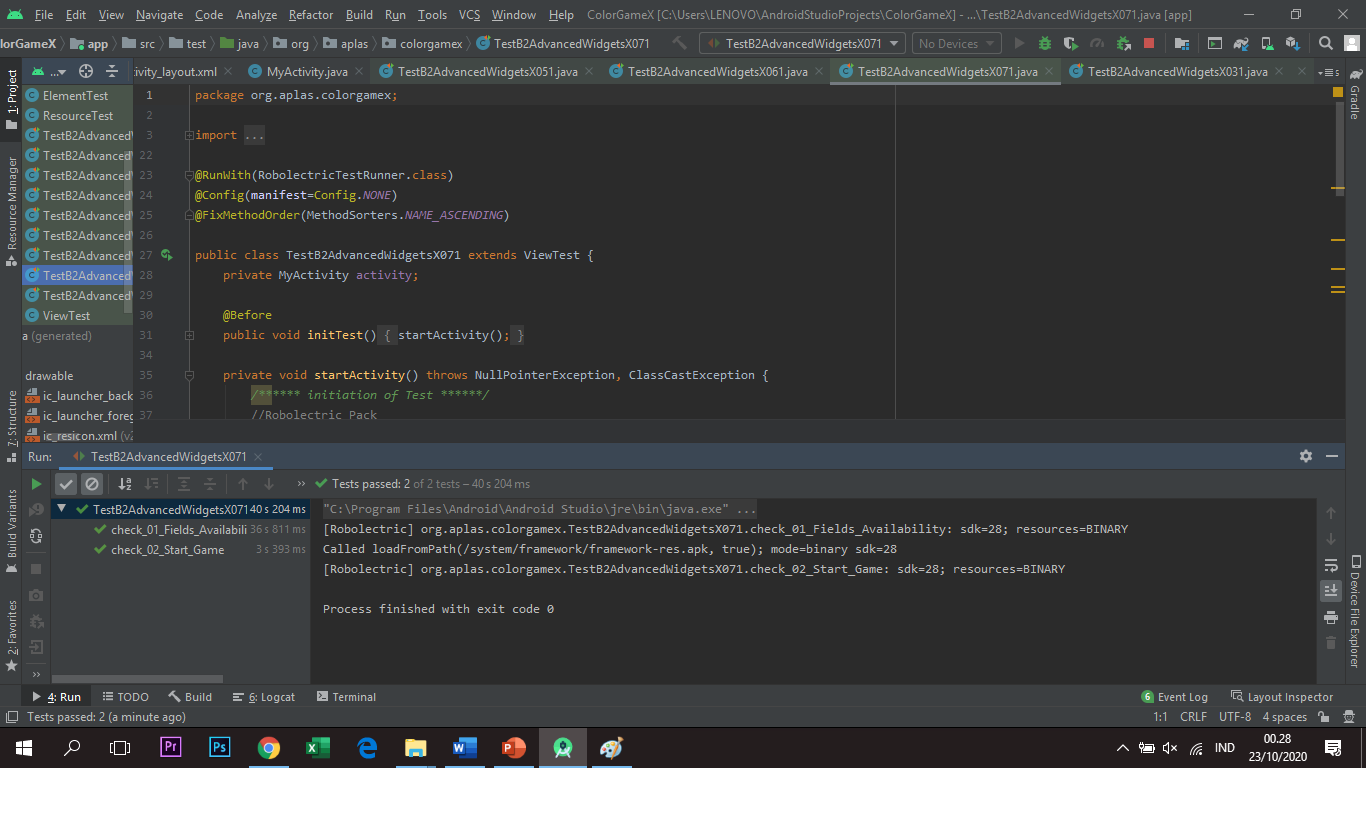 File Edit View Navigate Code Analyze Refactor Build Run Tools VCS Window Help ColorGameX [C:\Users\LENOVO\AndroidStudioProjects\ColorGameX] - ...\TestB2AdvancedWidgetsX071.java [app]
lorGameX app src test java org aplas colorgamex TestB2AdvancedWidgetsX071 TestB2AdvancedWidgetsX071 No Devices
1: Project
Resource Manager
7: Structure
Build Variants
2: Favorites
... ivity_layout.xml MyActivity.java TestB2AdvancedWidgetsX051.java TestB2AdvancedWidgetsX061.java TestB2AdvancedWidgetsX071.java TestB2AdvancedWidgetsX031.java
ElementTest
ResourceTest
TestB2Advanced
TestB2Advanced
TestB2Advanced
TestB2Advanced
TestB2Advanced
TestB2Advanced
TestB2Advanced
TestB2Advanced
TestB2Advanced
ViewTest
a (generated)
drawable
ic_launcher_back
ic_launcher_foreg
ic_resicon.xml (v2
1 package org.aplas.colorgamex;
2
3 import ...
22
23 @RunWith(RobolectricTestRunner.class)
24 @Config(manifest=Config.NONE)
25 @FixMethodOrder(MethodSorters.NAME_ASCENDING)
26
27 public class TestB2AdvancedWidgetsX071 extends ViewTest {
28 private MyActivity activity;
29
30 @Before
31 public void initTest() { startActivity(); }
34
35 private void startActivity() throws NullPointerException, ClassCastException {
36 /****** initiation of Test ******/
37 //Robolectric Pack
Gradle
Device File Explorer
Run: TestB2AdvancedWidgetsX071
» Tests passed: 2 of 2 tests – 40 s 204 ms
TestB2AdvancedWidgetsX071 40 s 204 ms
check_01_Fields_Availabili 36 s 811 ms
check_02_Start_Game 3 s 393 ms
"C:\Program Files\Android\Android Studio\jre\bin\java.exe" ...
[Robolectric] org.aplas.colorgamex.TestB2AdvancedWidgetsX071.check_01_Fields_Availability: sdk=28; resources=BINARY
Called loadFromPath(/system/framework/framework-res.apk, true); mode=binary sdk=28
[Robolectric] org.aplas.colorgamex.TestB2AdvancedWidgetsX071.check_02_Start_Game: sdk=28; resources=BINARY
Process finished with exit code 0
»
4: Run TODO Build 6: Logcat Terminal 6 Event Log Layout Inspector
Tests passed: 2 (a minute ago) 1:1 CRLF UTF-8 4 spaces
Pr Ps IND 00.28
23/10/2020